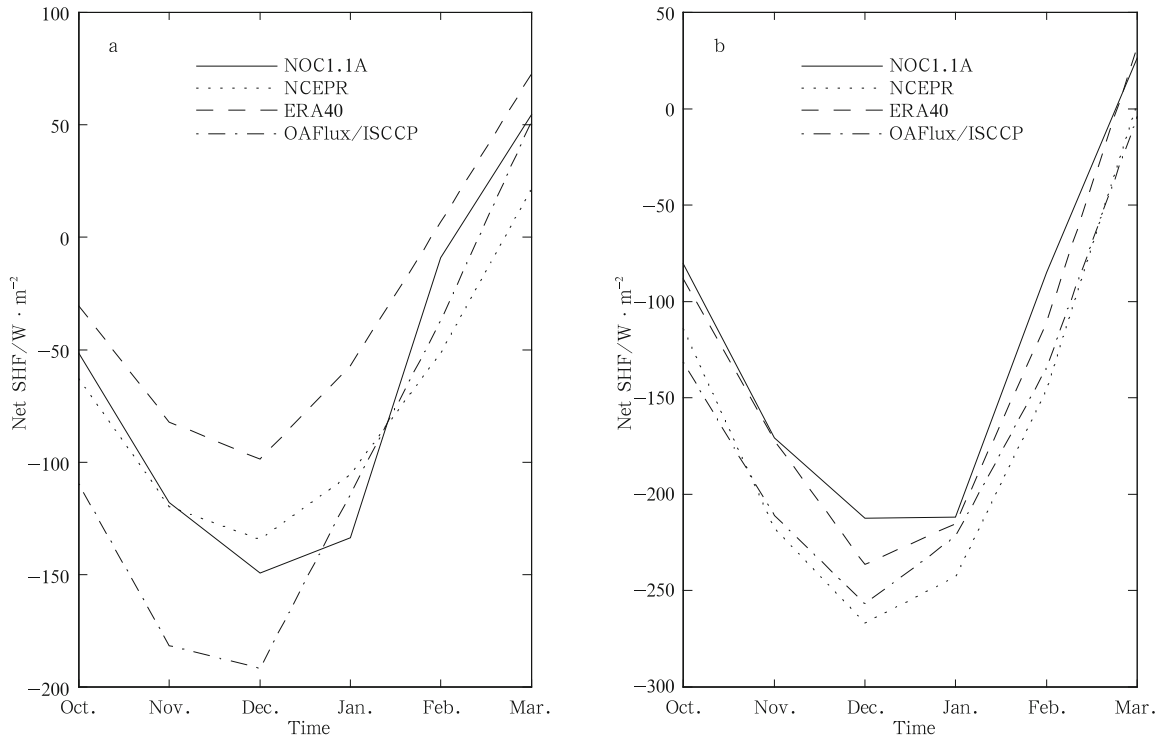 a
NOC1.1A
NCEPR
ERA40
OAFlux/ISCCP
100
50
0
−50
−100
−150
−200
Net SHF/W · m⁻²
Oct. Nov. Dec. Jan. Feb. Mar.
Time
b
NOC1.1A
NCEPR
ERA40
OAFlux/ISCCP
50
0
−50
−100
−150
−200
−250
−300
Net SHF/W · m⁻²
Oct. Nov. Dec. Jan. Feb. Mar.
Time